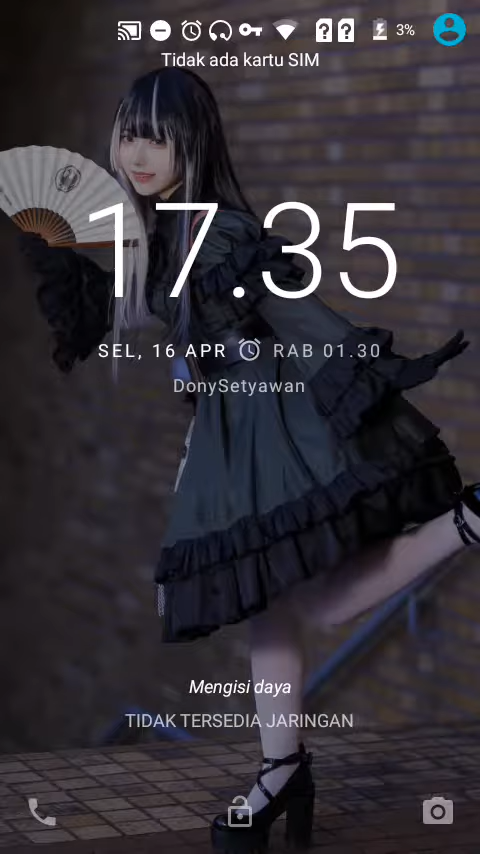 3%
Tidak ada kartu SIM
17.35
SEL, 16 APR RAB 01.30
DonySetyawan
Mengisi daya
TIDAK TERSEDIA JARINGAN